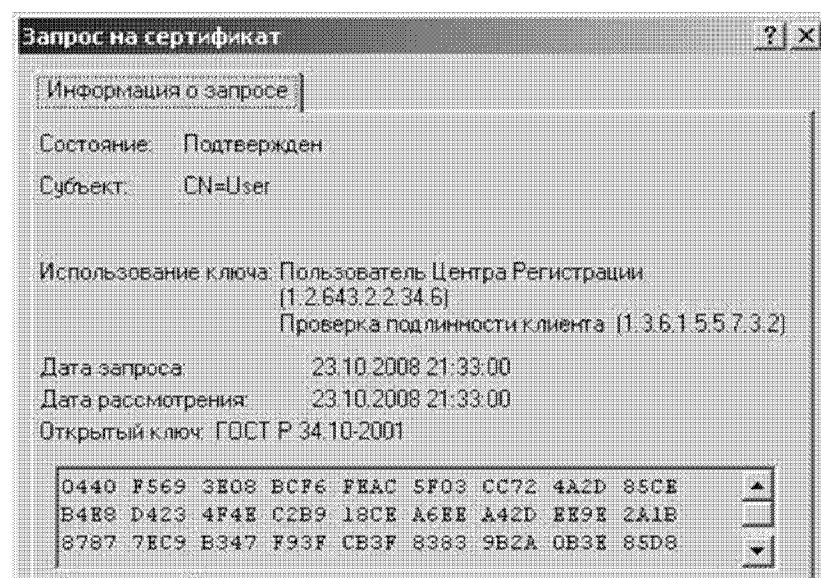 Запрос на сертификат
Информация о запросе
Состояние: Подтвержден
Субъект: CN=User
Использование ключа: Пользователь Центра Регистрации
(1.2.643.2.2.34.6)
Проверка подлинности клиента (1.3.6.1.5.5.7.3.2)
Дата запроса: 23.10.2008 21:33:00
Дата рассмотрения: 23.10.2008 21:33:00
Открытый ключ: ГОСТ Р 34.10-2001
0440 F569 3E08 BCF6 FEAC 5F03 CC72 4A2D 85CE
B4E8 D423 4F4E C2B9 18CE A6EE A42D EE9E 2A1B
8787 7EC9 B347 F93F CB3F 8383 9B2A 0B3E 85D8